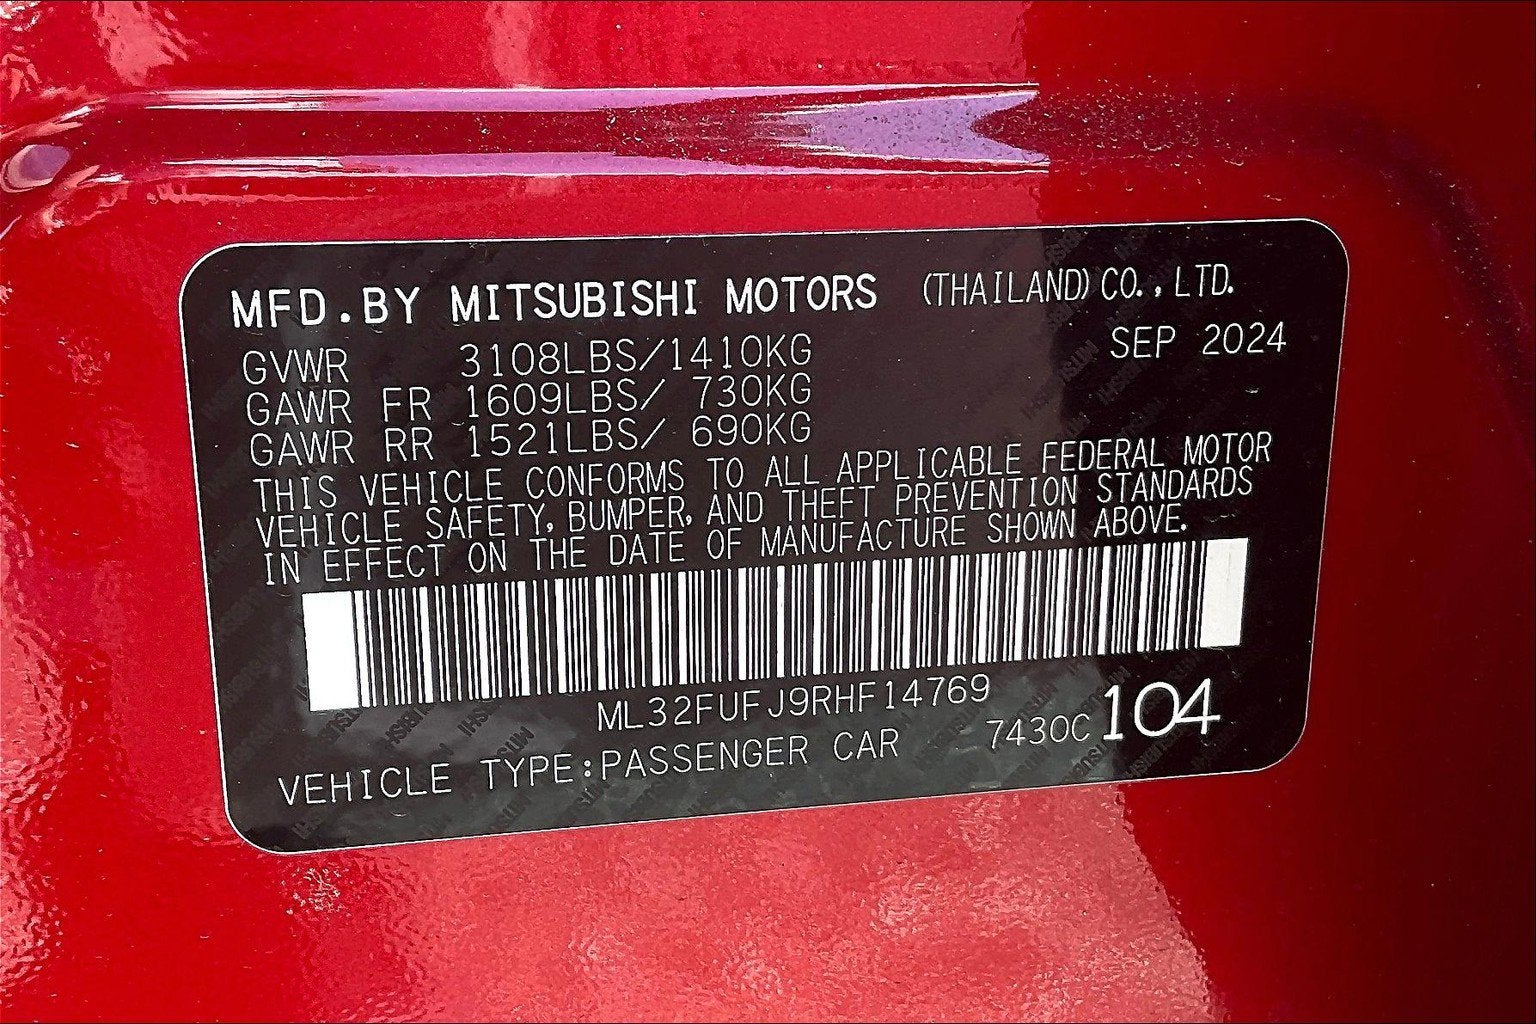 MFD.BY MITSUBISHI MOTORS (THAILAND) CO., LTD.
SEP 2024
GVWR 3108LBS/1410KG
GAWR FR 1609LBS/ 730KG
GAWR RR 1521LBS/ 690KG
THIS VEHICLE CONFORMS TO ALL APPLICABLE FEDERAL MOTOR
VEHICLE SAFETY, BUMPER, AND THEFT PREVENTION STANDARDS
IN EFFECT ON THE DATE OF MANUFACTURE SHOWN ABOVE.
ML32FUFJ9RHF14769
VEHICLE TYPE:PASSENGER CAR 7430C 104